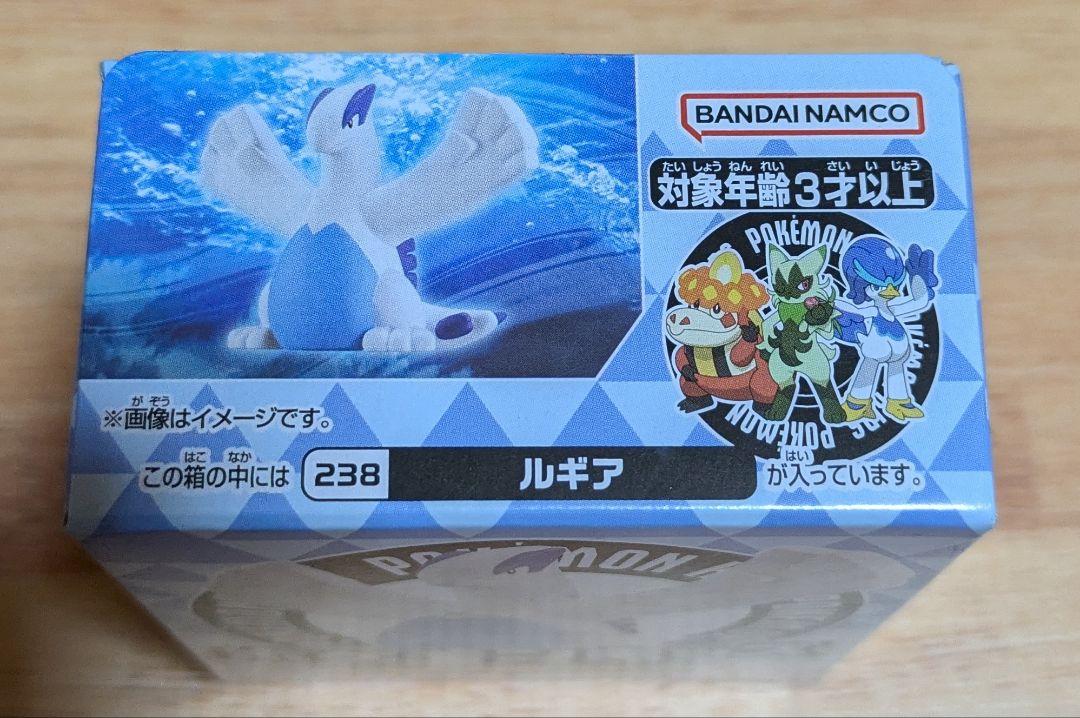 BANDAI NAMCO
たい しょう ねん れい さい い じょう
対象年齢3才以上
POKÉMON
POKÉMON
が ぞう
※画像はイメージです。
はこ なか はい
この箱の中には 238 ルギア が入っています。
POKÉMON